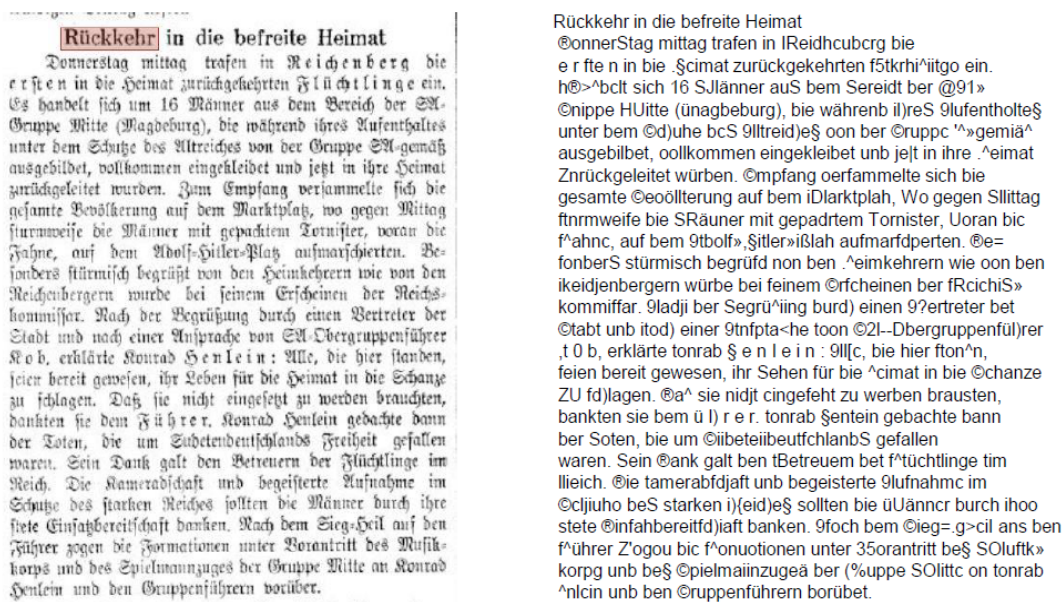 Rückkehr in die befreite Heimat
Donnerstag mittag trafen in Reichenberg die
ersten in die Heimat zurückgekehrten Flüchtlinge ein.
Es handelt sich um 16 Männer aus dem Bereich der SA-
Gruppe Mitte (Magdeburg), die während ihres Aufenthaltes
unter dem Schutze des Altreiches von der Gruppe SA-gemäß
ausgebildet, vollkommen eingekleidet und jetzt in ihre Heimat
zurückgeleitet wurden. Zum Empfang versammelte sich die
gesamte Bevölkerung auf dem Marktplatz, wo gegen Mittag
sturmweise die Männer mit gepacktem Tornister, voran die
Fahne, auf dem Adolf-Hitler-Platz aufmarschierten. Be-
sonders stürmisch begrüßt von den Heimkehrern wie von den
Reichenbergern wurde bei seinem Erscheinen der Reichs-
kommissar. Nach der Begrüßung durch einen Vertreter der
Stadt und nach einer Ansprache von SA-Obergruppenführer
Kob, erklärte Konrad Henlein: Alle, die hier standen,
seien bereit gewesen, ihr Leben für die Heimat in die Schanze
zu schlagen. Daß sie nicht eingesetzt zu werden brauchten,
dankten sie dem Führer. Konrad Henlein gedachte dann
der Toten, die um Sudetendeutschlands Freiheit gefallen
waren. Sein Dank galt den Betreuern der Flüchtlinge im
Reich. Die Kameradschaft und begeisterte Aufnahme im
Schutze des starken Reiches sollten die Männer durch ihre
stete Einsatzbereitschaft danken. Nach dem Sieg-Heil auf den
Führer zogen die Formationen unter Vorantritt des Musik-
korps und des Spielmannzuges der Gruppe Mitte an Konrad
Henlein und den Gruppenführern vorüber.
Rückkehr in die befreite Heimat
®onnerStag mittag trafen in IReidhcubcrg bie
e r fte n in bie .§cimat zurückgekehrten f5tkrhi^iitgo ein.
h®>^bclt sich 16 SJlänner auS bem Sereidt ber @91»
©nippe HUitte (ünagbeburg), bie währenb il)reS 9lufentholte§
unter bem ©d)uhe bcS 9lltreid)e§ oon ber ©ruppc '^»gemiä^
ausgebilbet, oollkommen eingekleibet unb je|t in ihre .^eimat
Znrückgeleitet würben. ©mpfang oerfammelte sich bie
gesamte ©eoöllterung auf bem iDlarktplah, Wo gegen Sllittag
ftnrmweife bie SRäuner mit gepadrtem Tornister, Uoran bic
f^ahnc, auf bem 9tbolf»,§itler»ißlah aufmarfdperten. ®e=
fonberS stürmisch begrüfd non ben .^eimkehrern wie oon ben
ikeidjenbergern würbe bei feinem ©rfcheinen ber fRcichiS»
kommiffar. 9ladji ber Segrü^iing burd) einen 9?ertreter bet
©tabt unb itod) einer 9tnfpta<he toon ©2l--Dbergruppenfül)rer
,t 0 b, erklärte tonrab § e n l e i n : 9ll[c, bie hier fton^n,
feien bereit gewesen, ihr Sehen für bie ^cimat in bie ©chanze
ZU fd)lagen. ®a^ sie nidjt cingefeht zu werben brausten,
bankten sie bem ü l) r e r. tonrab §entein gebachte bann
ber Soten, bie um ©iibeteiibeutfchlanbS gefallen
waren. Sein ®ank galt ben tBetreuem bet f^tüchtlinge tim
llieich. ®ie tamerabfdjaft unb begeisterte 9lufnahmc im
©cljiuho beS starken i){eid)e§ sollten bie üUänncr burch ihoo
stete ®infahbereitfd)iaft banken. 9foch bem ©ieg=.g>cil ans ben
f^ührer Z'ogou bic f^onuotionen unter 35orantritt be§ SOluftk»
korpg unb be§ ©pielmaiinzugeä ber (%uppe SOlittc on tonrab
^nlcin unb ben ©ruppenführern borübet.